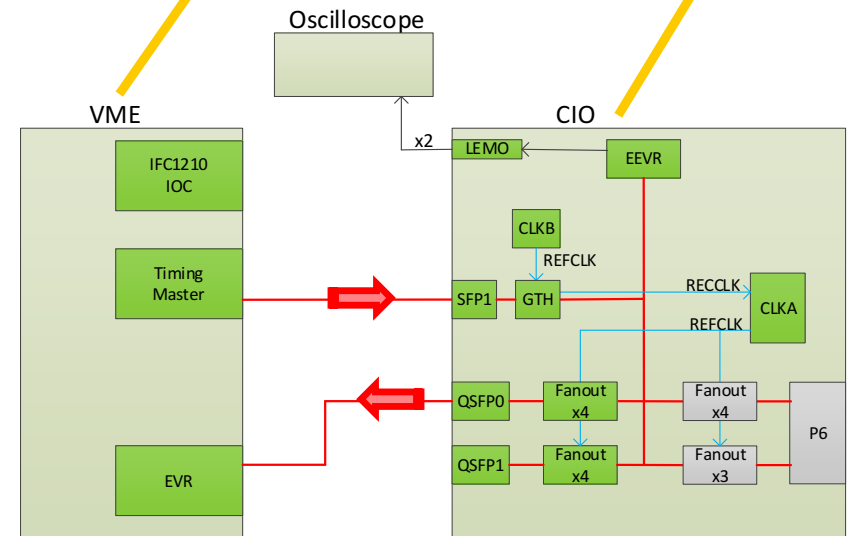 Oscilloscope
VME
CIO
x2
LEMO
EEVR
IFC1210
IOC
CLKB
REFCLK
Timing
Master
SFP1
GTH
RECCLK
CLKA
REFCLK
QSFP0
Fanout
x4
Fanout
x4
P6
EVR
QSFP1
Fanout
x4
Fanout
x3